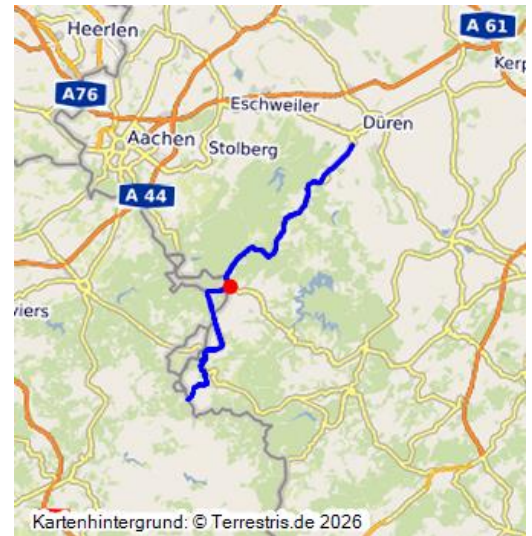 Heerlen
A 61
A76
Kerp
Eschweiler
Düren
Aachen
Stolberg
A 44
viers
Kartenhintergrund: © Terrestris.de 2026